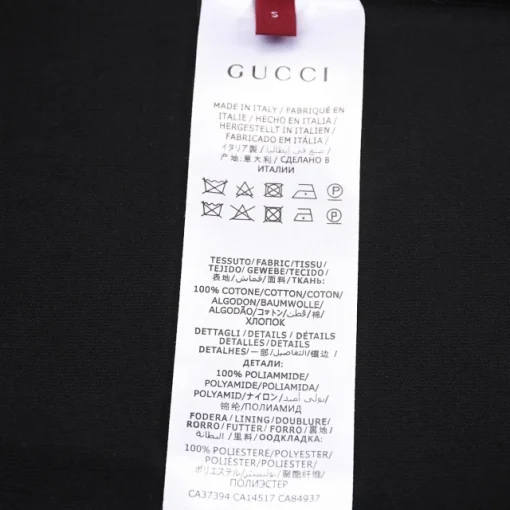 S
GUCCI
MADE IN ITALY / FABRIQUÉ EN
ITALIE / HECHO EN ITALIA /
HERGESTELLT IN ITALIEN /
FABRICADO EM ITÁLIA /
イタリア製 / صنع في إيطاليا /
产地:意大利 / СДЕЛАНО В
ИТАЛИИ
TESSUTO/FABRIC/TISSU/
TEJIDO/GEWEBE/TECIDO/
表地/قماش/面料/ТКАНЬ:
100% COTONE/COTTON/COTON/
ALGODON/BAUMWOLLE/
ALGODÃO/コットン/قطن/棉/
ХЛОПОК
DETTAGLI/DETAILS / DÉTAILS
DETALLES/DETAILS
DETALHES/一部/التفاصيل/镶边 /
ДЕТАЛИ:
100% POLIAMMIDE/
POLYAMIDE/POLIAMIDA/
POLYAMID/ナイロン/بولي أميد/
锦纶/ПОЛИАМИД
FODERA/LINING/DOUBLURE/
FORRO/FUTTER/FORRO/裏地/
البطانة/里料/ООДКЛАДКА:
100% POLIESTERE/POLYESTER/
POLIÉSTER/POLYESTER/
ポリエステル/بوليستر/聚酯纤/
ПОЛИЭСТЕР
CA37394 CA14517 CA84937